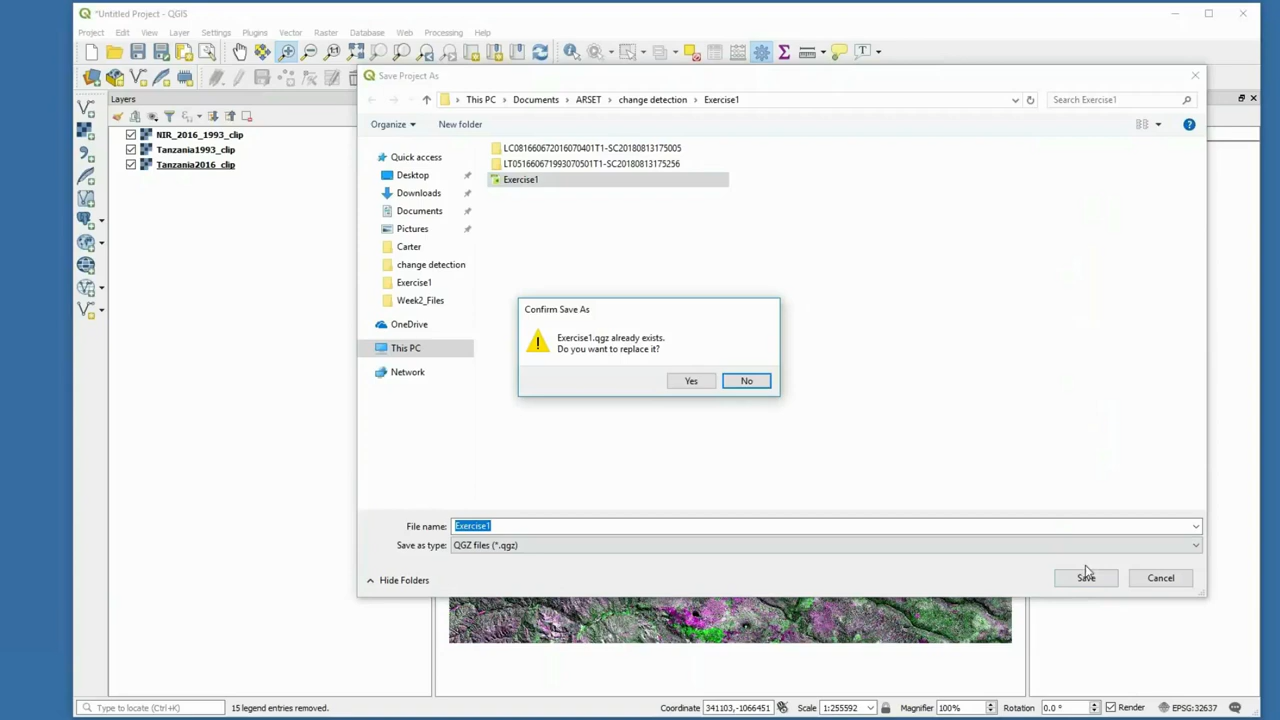 *Untitled Project - QGIS
Project Edit View Layer Settings Plugins Vector Raster Database Web Processing Help
Save Project As
Layers
This PC > Documents > ARSET > change detection > Exercise1
Search Exercise1
Organize
New folder
NIR_2016_1993_clip
Tanzania1993_clip
Tanzania2016_clip
Quick access
Desktop
Downloads
Documents
Pictures
Carter
change detection
Exercise1
Week2_Files
OneDrive
This PC
Network
LC081660672016070401T1-SC20180813175005
LT051660671993070501T1-SC20180813175256
Exercise1
Confirm Save As
Exercise1.qgz already exists.
Do you want to replace it?
Yes
No
File name: Exercise1
Save as type: QGZ files (*.qgz)
Hide Folders
Save
Cancel
Type to locate (Ctrl+K)
15 legend entries removed.
Coordinate 341103,-1066451
Scale 1:255592
Magnifier 100%
Rotation 0.0 °
Render
EPSG:32637